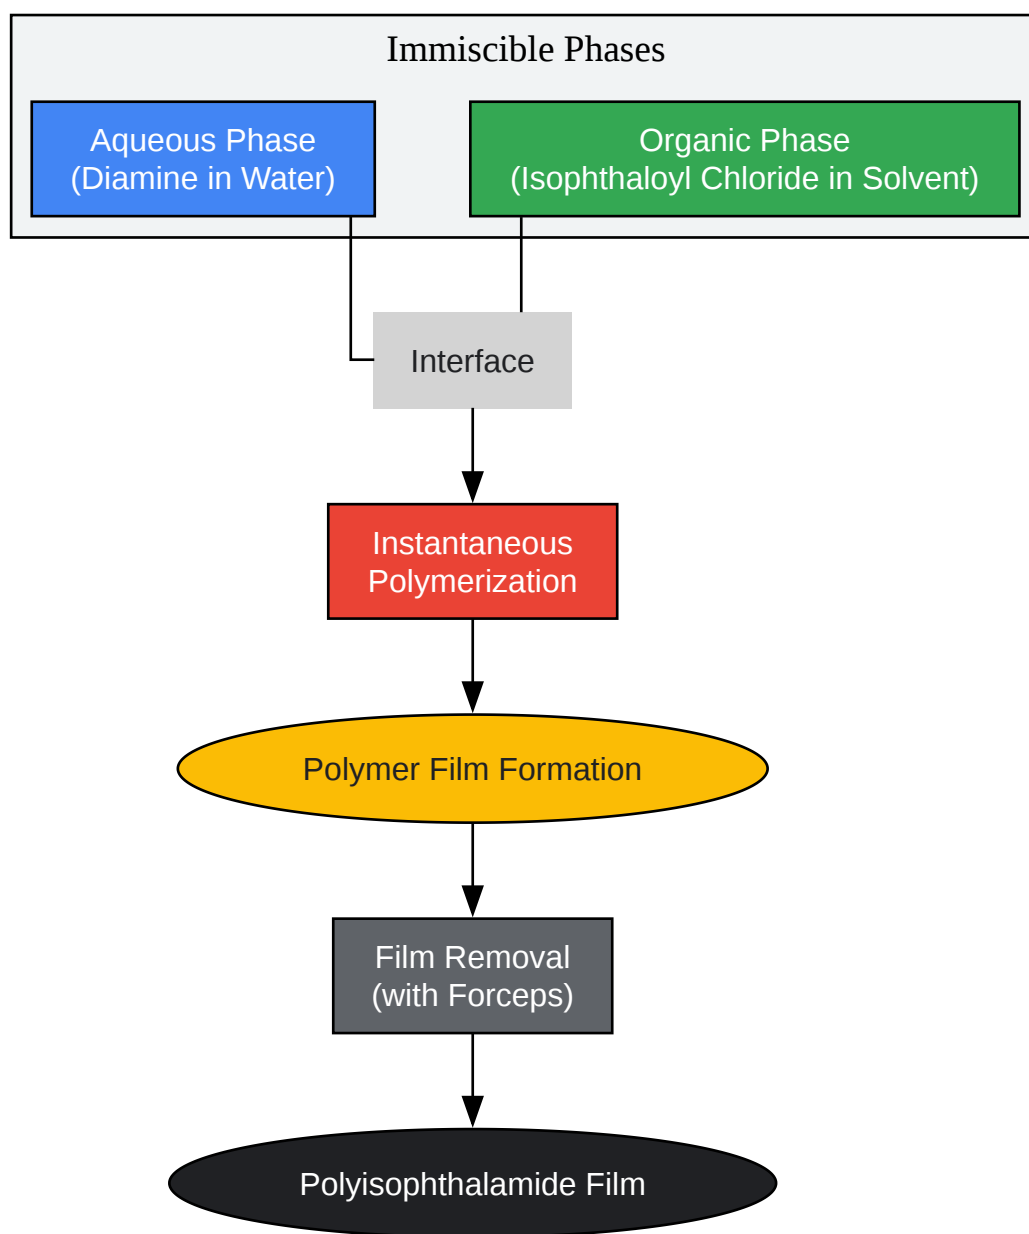 Immiscible Phases
Aqueous Phase
(Diamine in Water)
Organic Phase
(Isophthaloyl Chloride in Solvent)
Interface
Instantaneous
Polymerization
Polymer Film Formation
Film Removal
(with Forceps)
Polyisophthalamide Film